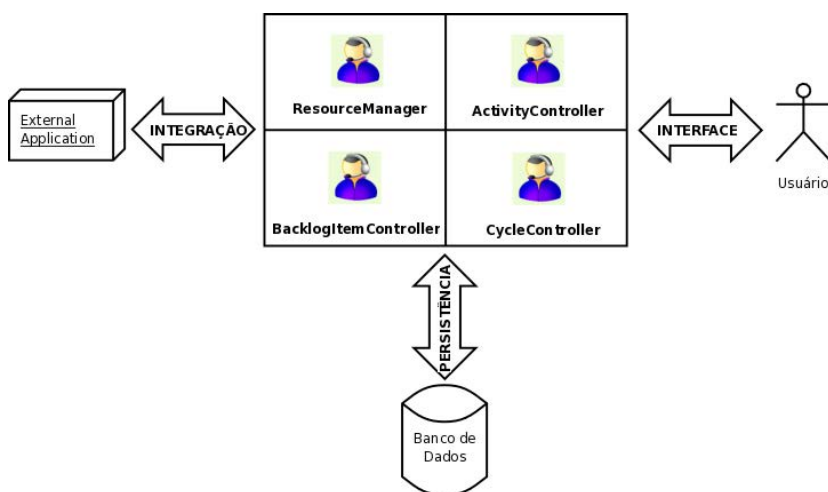 ResourceManager
ActivityController
External
Application
INTEGRAÇÃO
INTERFACE
Usuário
BacklogItemController
CycleController
PERSISTÊNCIA
Banco de
Dados